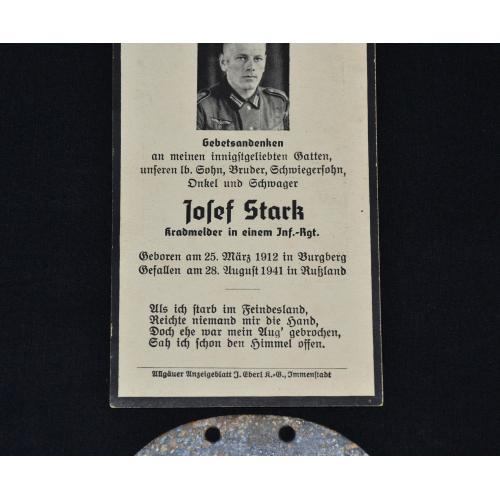 Gebetsandenken
an meinen innigstgeliebten Gatten,
unseren lb. Sohn, Bruder, Schwiegersohn,
Onkel und Schwager
Josef Stark
Kradmelder in einem Inf.-Rgt.
Geboren am 25. März 1912 in Burgberg
Gefallen am 28. August 1941 in Rußland
Als ich starb im Feindesland,
Reichte niemand mir die Hand,
Doch ehe war mein Aug' gebrochen,
Sah ich schon den Himmel offen.
Allgäuer Anzeigeblatt J. Eberl K.-G., Immenstadt